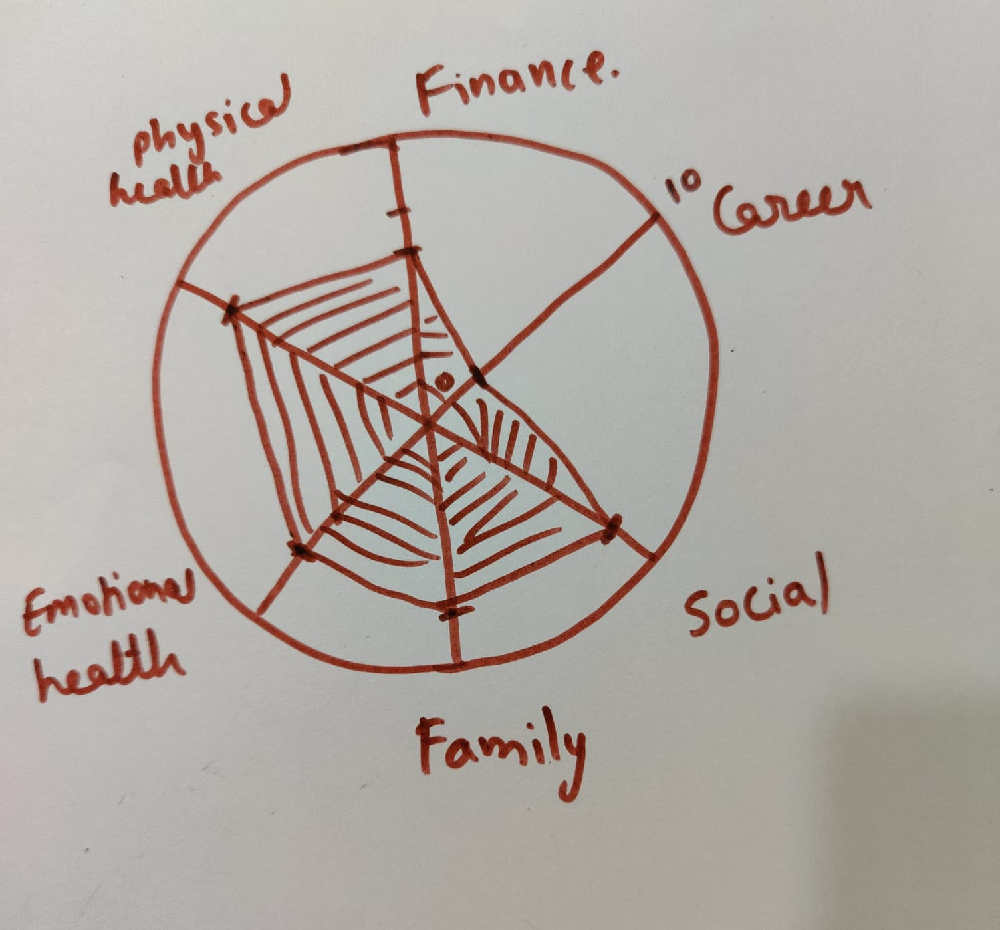 Finance.
physical
health
10
Career
0
Emotional
health
Social
Family